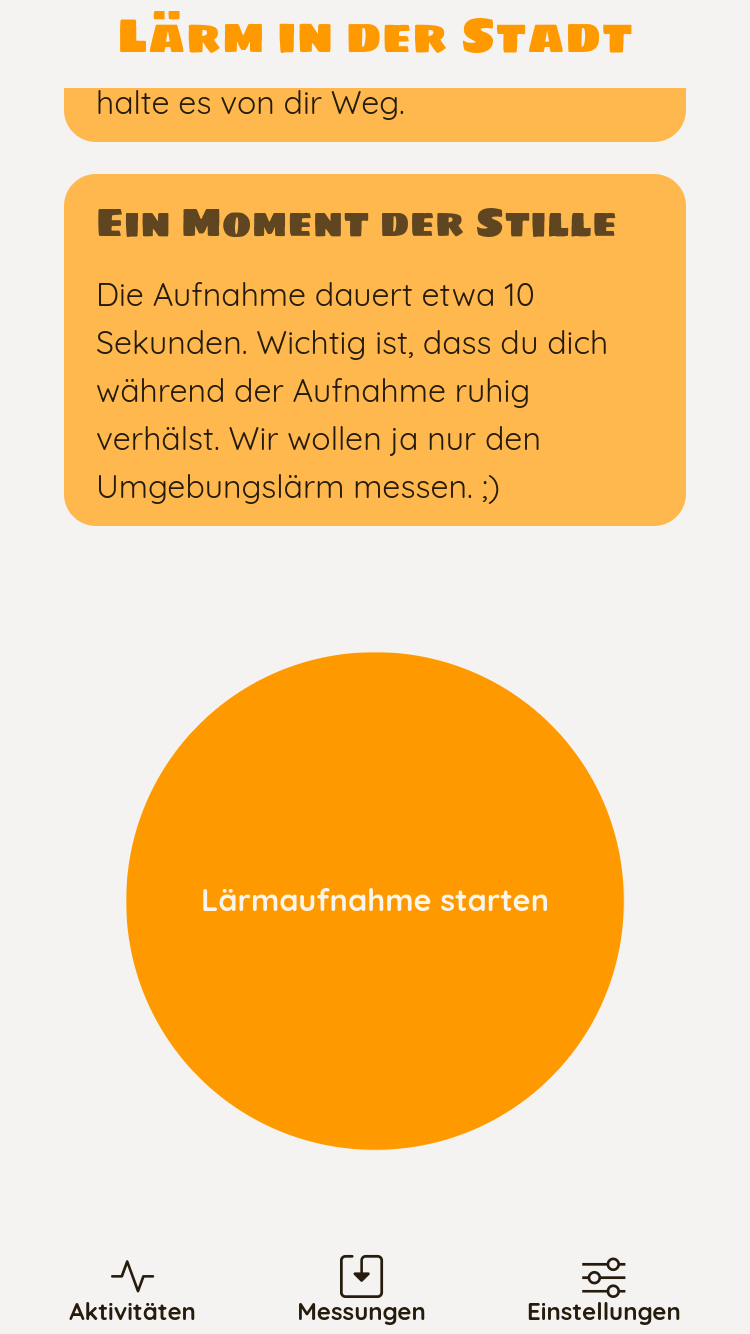 Lärm in der Stadt
halte es von dir Weg.
Ein Moment der Stille
Die Aufnahme dauert etwa 10
Sekunden. Wichtig ist, dass du dich
während der Aufnahme ruhig
verhälst. Wir wollen ja nur den
Umgebungslärm messen. ;)
Lärmaufnahme starten
Aktivitäten
Messungen
Einstellungen